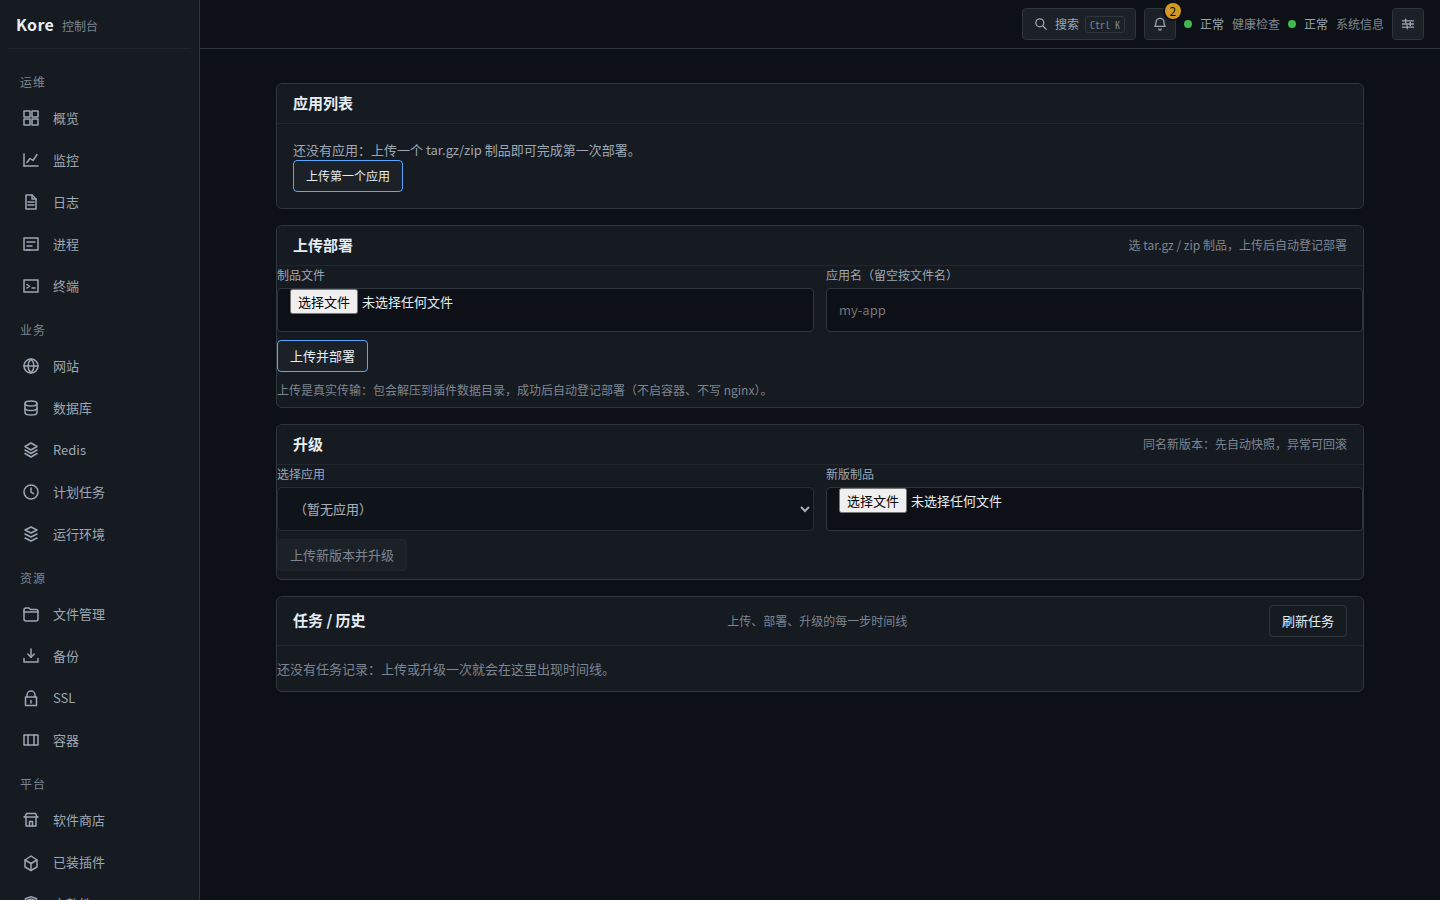 Kore 控制台
搜索 Ctrl K
2
正常 健康检查
正常 系统信息
运维
概览
监控
日志
进程
终端
业务
网站
数据库
Redis
计划任务
运行环境
资源
文件管理
备份
SSL
容器
平台
软件商店
已装插件
应用列表
还没有应用：上传一个 tar.gz/zip 制品即可完成第一次部署。
上传第一个应用
上传部署
选 tar.gz / zip 制品，上传后自动登记部署
制品文件
应用名（留空按文件名）
选择文件 未选择任何文件
my-app
上传并部署
上传是真实传输：包会解压到插件数据目录，成功后自动登记部署（不启容器、不写 nginx）。
升级
同名新版本：先自动快照，异常可回滚
选择应用
新版制品
（暂无应用）
选择文件 未选择任何文件
上传新版本并升级
任务 / 历史
上传、部署、升级的每一步时间线
刷新任务
还没有任务记录：上传或升级一次就会在这里出现时间线。